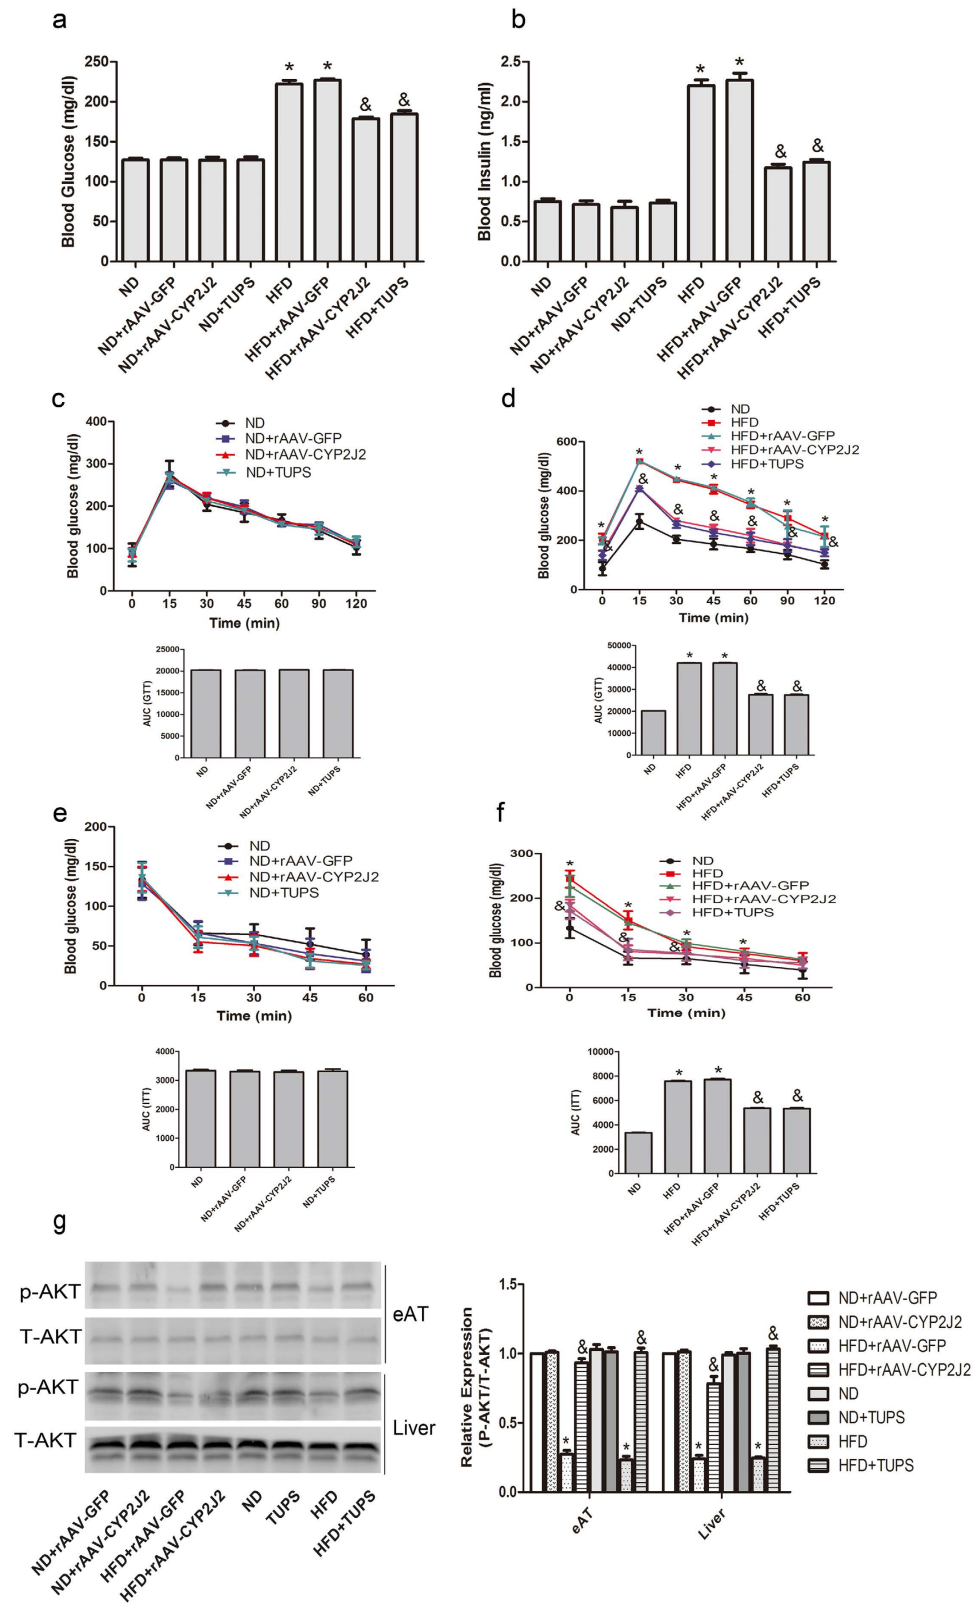 a
Blood Glucose (mg/dl)
250
200
150
100
50
0
* * & &
ND
ND+rAAV-GFP
ND+rAAV-CYP2J2
ND+TUPS
HFD
HFD+rAAV-GFP
HFD+rAAV-CYP2J2
HFD+TUPS
b
Blood Insulin (ng/ml)
2.5
2.0
1.5
1.0
0.5
0.0
* * & &
ND
ND+rAAV-GFP
ND+rAAV-CYP2J2
ND+TUPS
HFD
HFD+rAAV-GFP
HFD+rAAV-CYP2J2
HFD+TUPS
c
Blood glucose (mg/dl)
400
300
200
100
0
ND
ND+rAAV-GFP
ND+rAAV-CYP2J2
ND+TUPS
0 15 30 45 60 90 120
Time (min)
AUC (GTT)
25000
20000
15000
10000
5000
0
ND
ND+rAAV-GFP
ND+rAAV-CYP2J2
ND+TUPS
d
Blood glucose (mg/dl)
600
400
200
0
ND
HFD
HFD+rAAV-GFP
HFD+rAAV-CYP2J2
HFD+TUPS
* * * * * * *
& & & & & & &
0 15 30 45 60 90 120
Time (min)
AUC (GTT)
50000
40000
30000
20000
10000
0
* * & &
ND
HFD
HFD+rAAV-GFP
HFD+rAAV-CYP2J2
HFD+TUPS
e
Blood glucose (mg/dl)
200
150
100
50
0
ND
ND+rAAV-GFP
ND+rAAV-CYP2J2
ND+TUPS
0 15 30 45 60
Time (min)
AUC (ITT)
4000
3000
2000
1000
0
ND
ND+rAAV-GFP
ND+rAAV-CYP2J2
ND+TUPS
f
Blood glucose (mg/dl)
300
200
100
0
ND
HFD
HFD+rAAV-GFP
HFD+rAAV-CYP2J2
HFD+TUPS
* * * *
& & &
0 15 30 45 60
Time (min)
AUC (ITT)
10000
8000
6000
4000
2000
0
* * & &
ND
HFD
HFD+rAAV-GFP
HFD+rAAV-CYP2J2
HFD+TUPS
g
p-AKT
T-AKT
eAT
p-AKT
T-AKT
Liver
ND+rAAV-GFP
ND+rAAV-CYP2J2
HFD+rAAV-GFP
HFD+rAAV-CYP2J2
ND
TUPS
HFD
HFD+TUPS
Relative Expression
(P-AKT/T-AKT)
1.5
1.0
0.5
0.0
* & * & * & * &
eAT
Liver
ND+rAAV-GFP
ND+rAAV-CYP2J2
HFD+rAAV-GFP
HFD+rAAV-CYP2J2
ND
ND+TUPS
HFD
HFD+TUPS